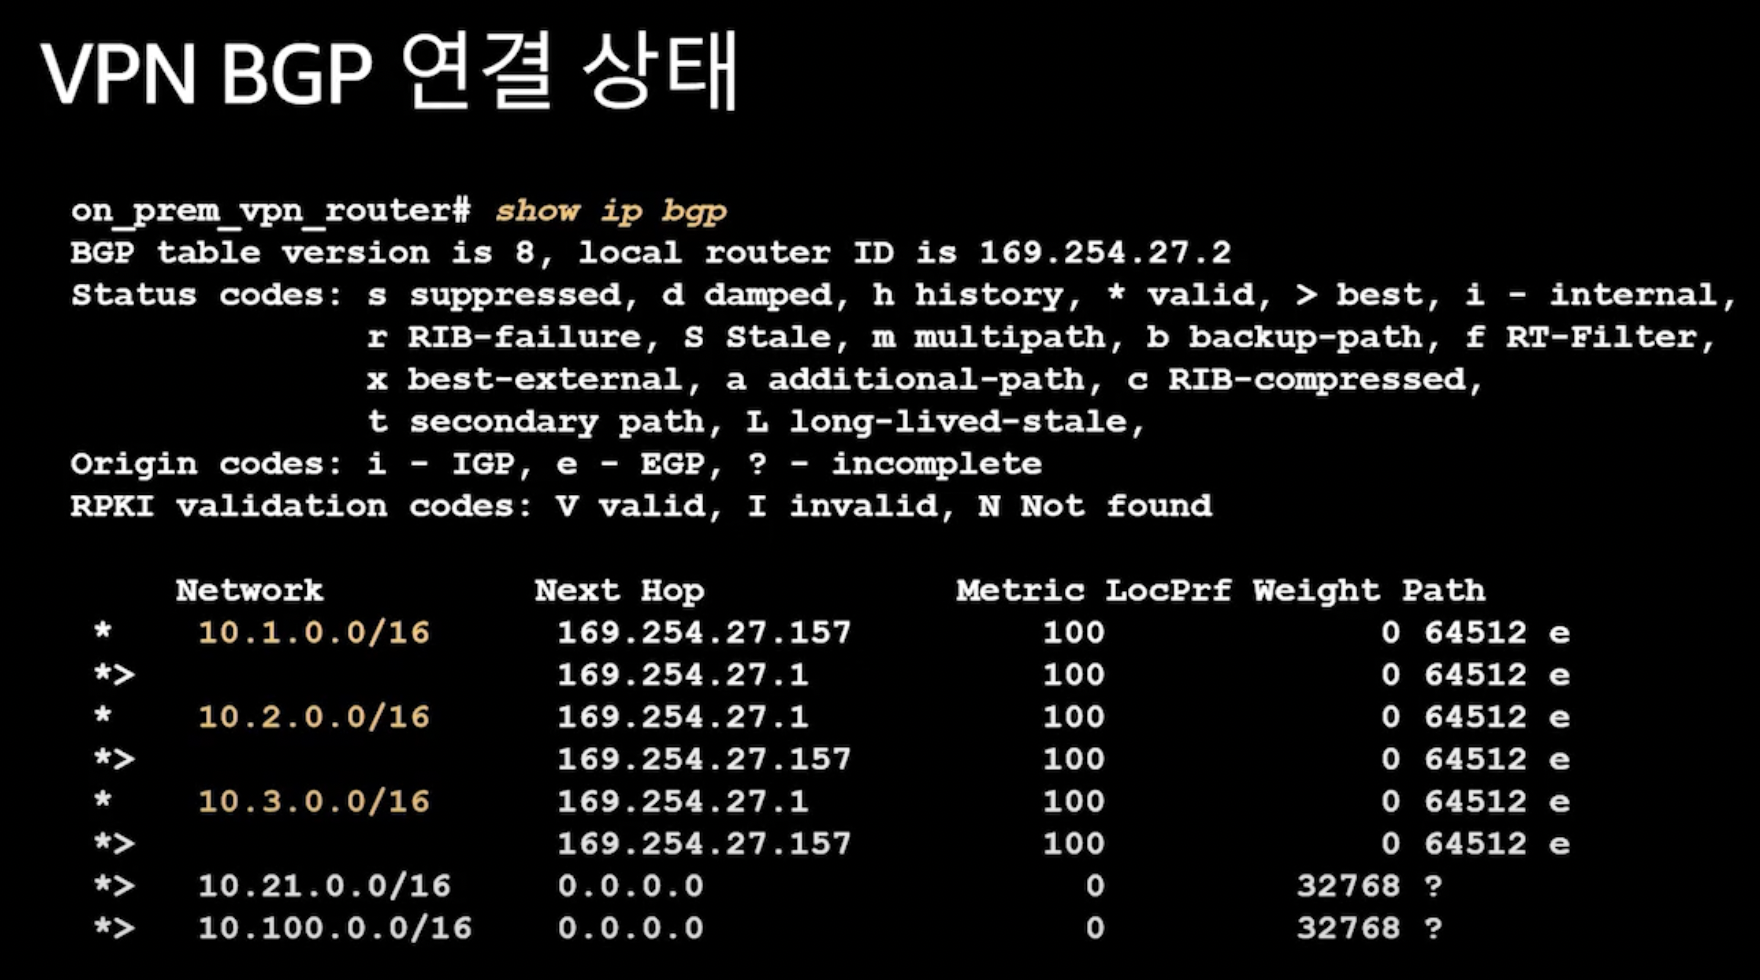 VPN BGP 연결 상태
on_prem_vpn_router# show ip bgp
BGP table version is 8, local router ID is 169.254.27.2
Status codes: s suppressed, d damped, h history, * valid, > best, i - internal,
r RIB-failure, S Stale, m multipath, b backup-path, f RT-Filter,
x best-external, a additional-path, c RIB-compressed,
t secondary path, L long-lived-stale,
Origin codes: i - IGP, e - EGP, ? - incomplete
RPKI validation codes: V valid, I invalid, N Not found
Network Next Hop Metric LocPrf Weight Path
* 10.1.0.0/16 169.254.27.157 100 0 64512 e
*> 169.254.27.1 100 0 64512 e
* 10.2.0.0/16 169.254.27.1 100 0 64512 e
*> 169.254.27.157 100 0 64512 e
* 10.3.0.0/16 169.254.27.1 100 0 64512 e
*> 169.254.27.157 100 0 64512 e
*> 10.21.0.0/16 0.0.0.0 0 32768 ?
*> 10.100.0.0/16 0.0.0.0 0 32768 ?